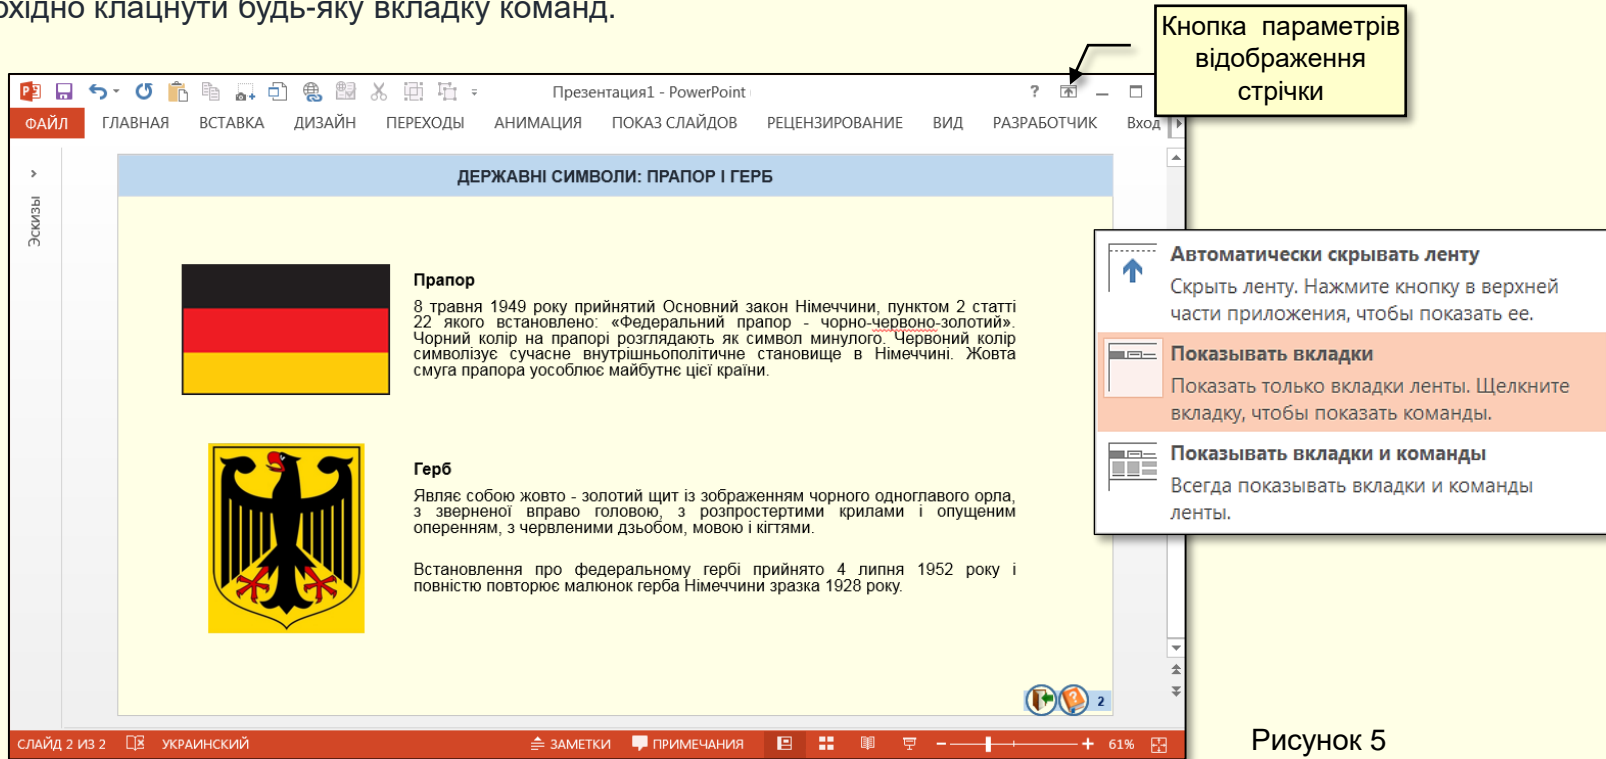 охідно клацнути будь-яку вкладку команд.
Кнопка параметрів
відображення
стрічки
Презентация1 - PowerPoint
?
ФАЙЛ ГЛАВНАЯ ВСТАВКА ДИЗАЙН ПЕРЕХОДЫ АНИМАЦИЯ ПОКАЗ СЛАЙДОВ РЕЦЕНЗИРОВАНИЕ ВИД РАЗРАБОТЧИК Вход
Эскизы
ДЕРЖАВНІ СИМВОЛИ: ПРАПОР І ГЕРБ
Прапор
8 травня 1949 року прийнятий Основний закон Німеччини, пунктом 2 статті
22 якого встановлено: «Федеральний прапор - чорно-червоно-золотий».
Чорний колір на прапорі розглядають як символ минулого. Червоний колір
символізує сучасне внутрішньополітичне становище в Німеччині. Жовта
смуга прапора уособлює майбутнє цієї країни.
Герб
Являє собою жовто - золотий щит із зображенням чорного одноглавого орла,
з зверненої вправо головою, з розпростертими крилами і опущеним
оперенням, з червленими дзьобом, мовою і кігтями.
Встановлення про федеральному гербі прийнято 4 липня 1952 року і
повністю повторює малюнок герба Німеччини зразка 1928 року.
2
Автоматически скрывать ленту
Скрыть ленту. Нажмите кнопку в верхней
части приложения, чтобы показать ее.
Показывать вкладки
Показать только вкладки ленты. Щелкните
вкладку, чтобы показать команды.
Показывать вкладки и команды
Всегда показывать вкладки и команды
ленты.
СЛАЙД 2 ИЗ 2 УКРАИНСКИЙ ЗАМЕТКИ ПРИМЕЧАНИЯ 61%
Рисунок 5